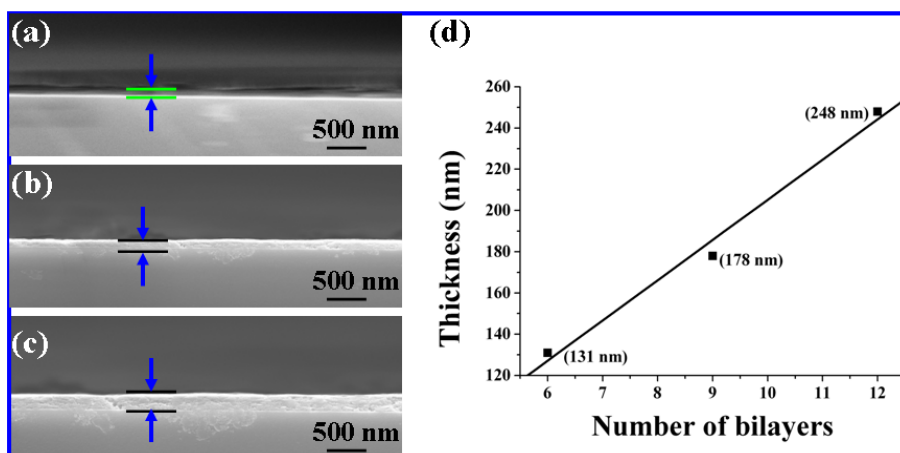 (a)
500 nm
(b)
500 nm
(c)
500 nm
(d)
Thickness (nm)
260
240
220
200
180
160
140
120
(248 nm)
(178 nm)
(131 nm)
6 7 8 9 10 11 12
Number of bilayers